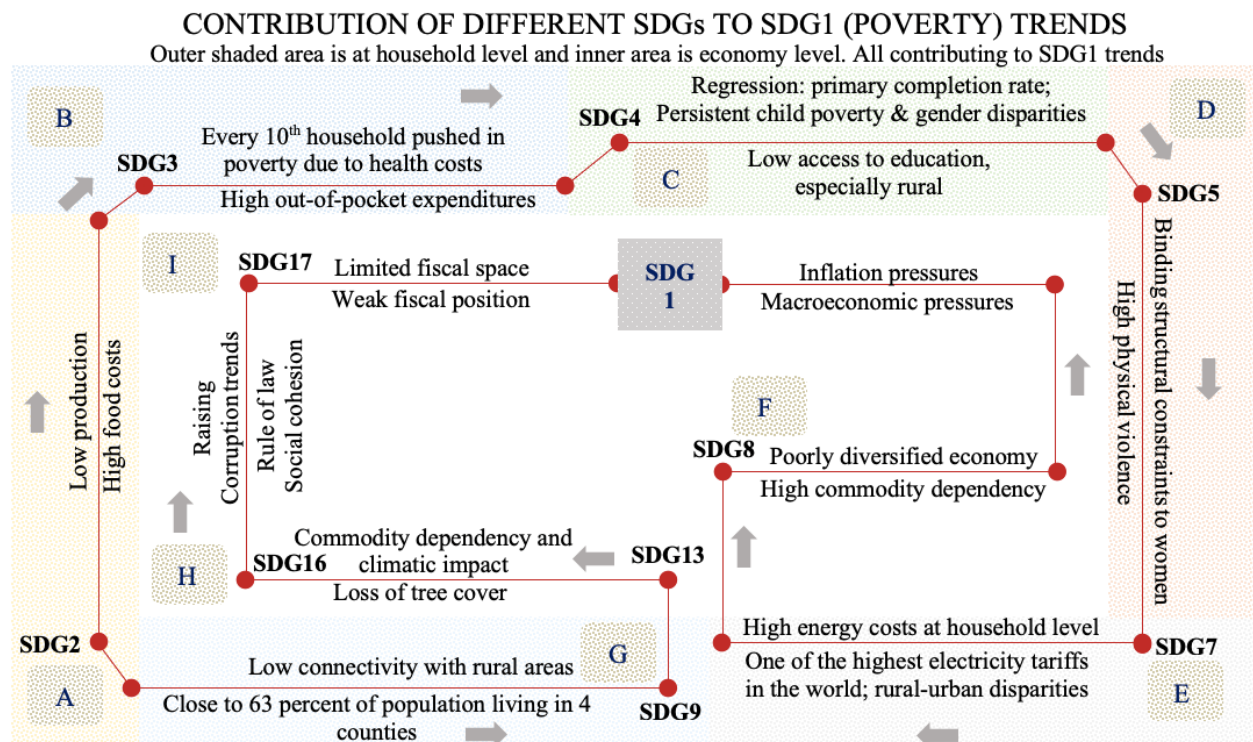 CONTRIBUTION OF DIFFERENT SDGs TO SDG1 (POVERTY) TRENDS
Outer shaded area is at household level and inner area is economy level. All contributing to SDG1 trends
B
SDG3
Every 10th household pushed in
poverty due to health costs
High out-of-pocket expenditures
SDG4
Regression: primary completion rate;
Persistent child poverty & gender disparities
C
Low access to education,
especially rural
D
SDG5
Binding structural constraints to women
High physical violence
I
SDG17
Limited fiscal space
Weak fiscal position
SDG
1
Inflation pressures
Macroeconomic pressures
Low production
High food costs
Raising
Corruption trends
Rule of law
Social cohesion
F
SDG8
Poorly diversified economy
High commodity dependency
H
SDG16
Commodity dependency and
climatic impact
Loss of tree cover
SDG13
SDG2
A
Low connectivity with rural areas
G
Close to 63 percent of population living in 4
counties
SDG9
High energy costs at household level
One of the highest electricity tariffs
in the world; rural-urban disparities
SDG7
E